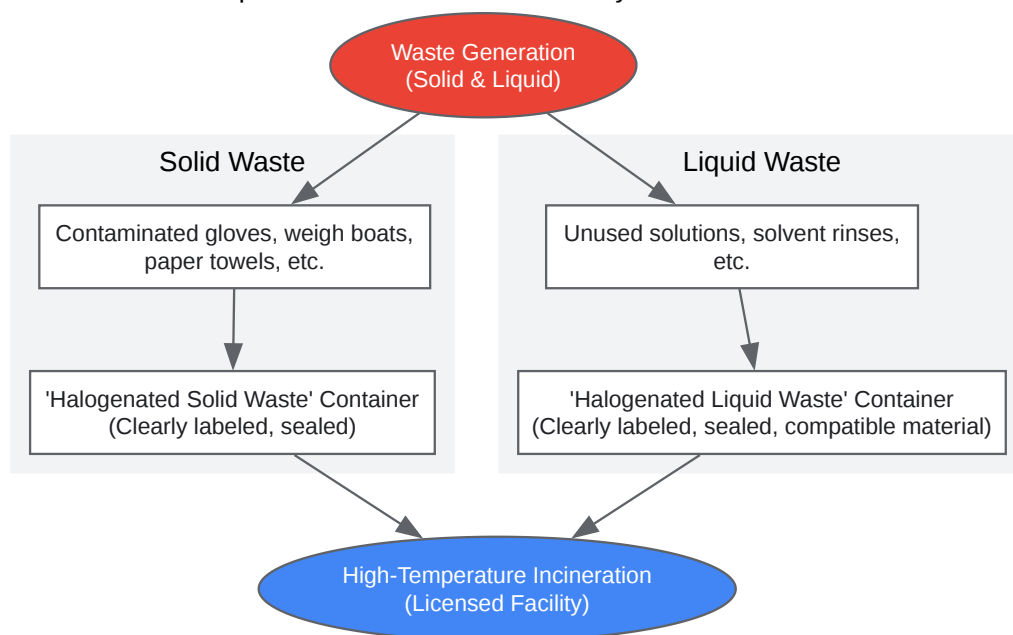 Waste Generation
(Solid & Liquid)
Solid Waste
Liquid Waste
Contaminated gloves, weigh boats,
paper towels, etc.
Unused solutions, solvent rinses,
etc.
'Halogenated Solid Waste' Container
(Clearly labeled, sealed)
'Halogenated Liquid Waste' Container
(Clearly labeled, sealed, compatible material)
High-Temperature Incineration
(Licensed Facility)